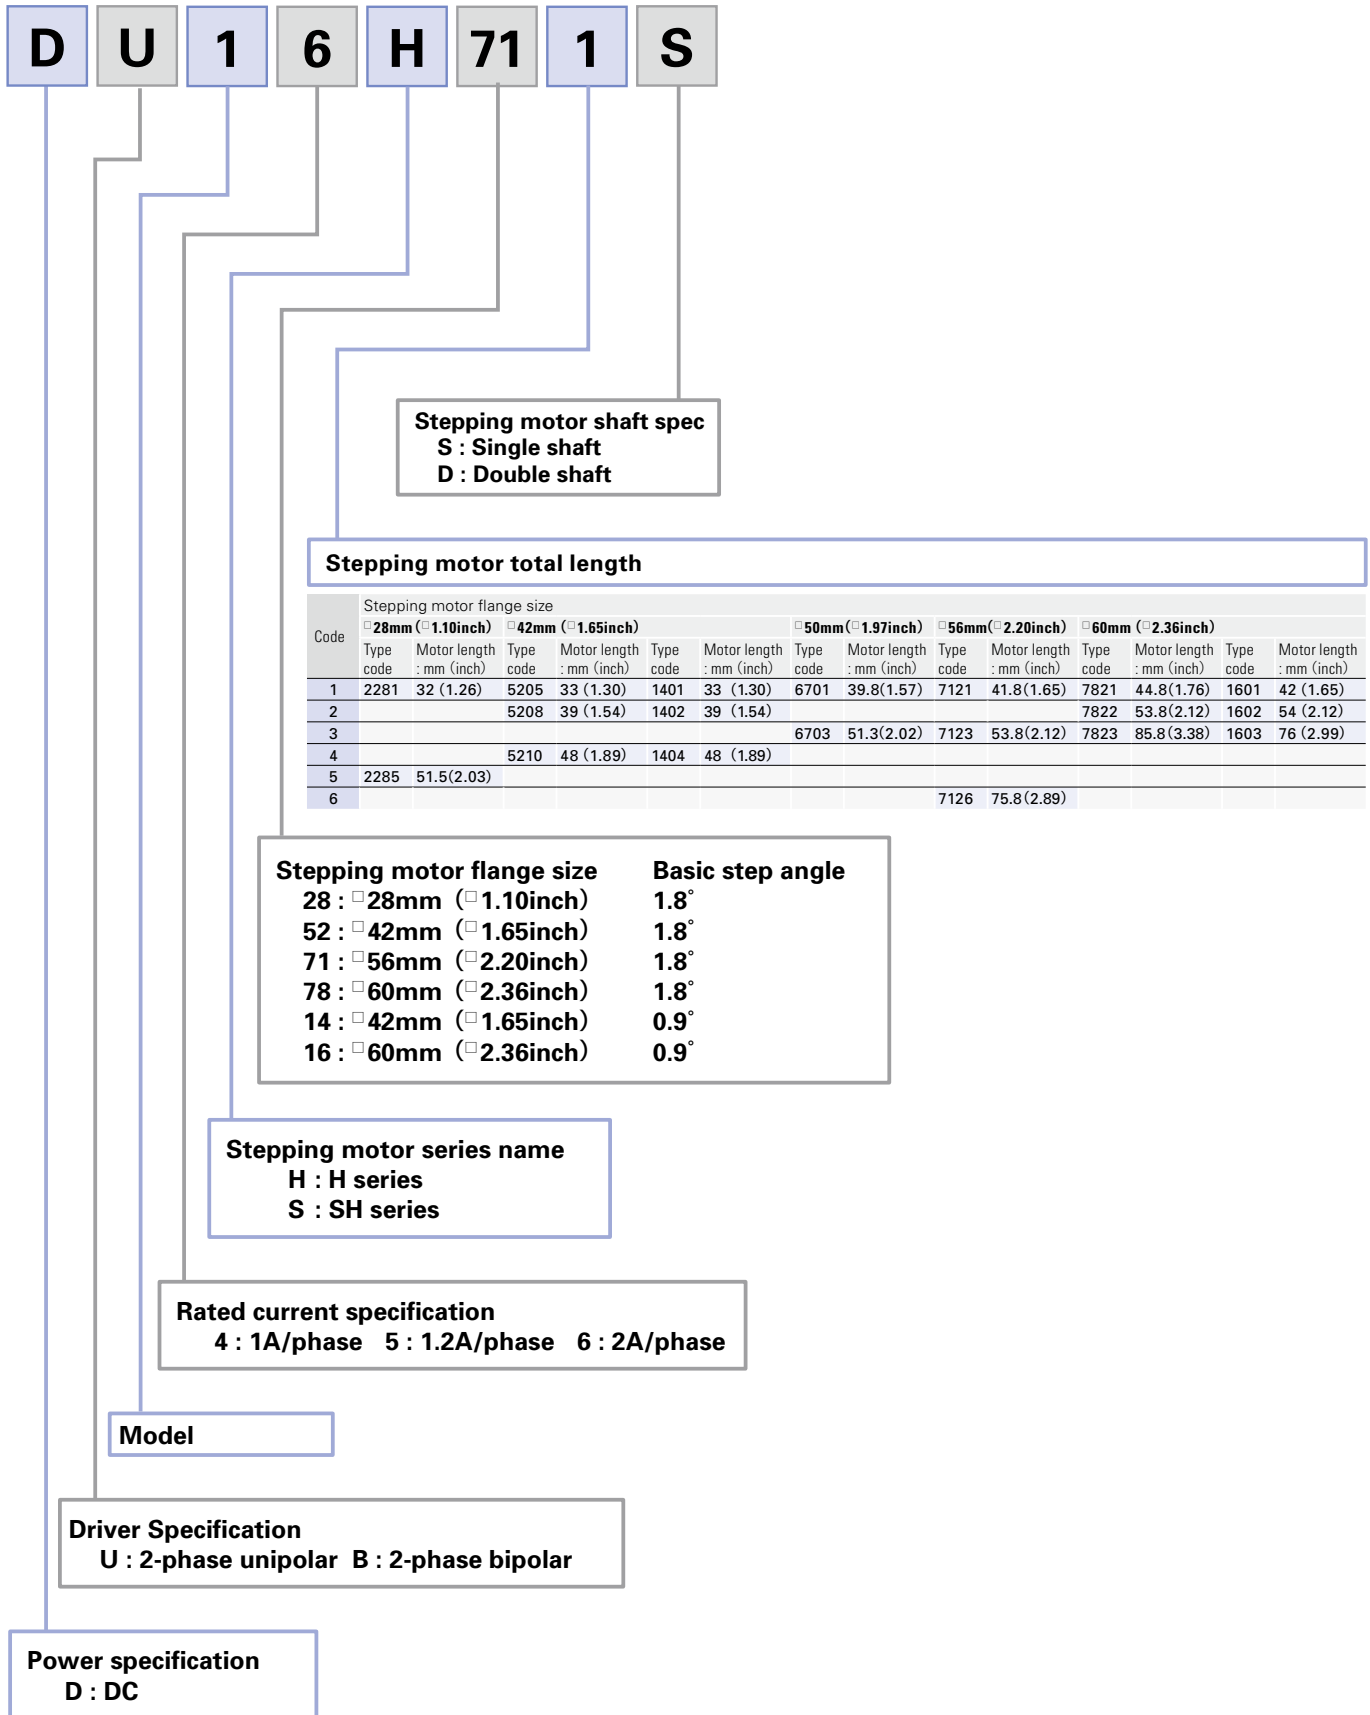 D U 1 6 H 71 1 S
Stepping motor shaft spec
S : Single shaft
D : Double shaft
Stepping motor total length
Code Stepping motor flange size
□28mm (□1.10inch) □42mm (□1.65inch) □50mm (□1.97inch) □56mm (□2.20inch) □60mm (□2.36inch)
Type Motor length Type Motor length Type Motor length Type Motor length Type Motor length Type Motor length Type Motor length
code : mm (inch) code : mm (inch) code : mm (inch) code : mm (inch) code : mm (inch) code : mm (inch) code : mm (inch)
1 2281 32 (1.26) 5205 33 (1.30) 1401 33 (1.30) 6701 39.8(1.57) 7121 41.8(1.65) 7821 44.8(1.76) 1601 42 (1.65)
2 5208 39 (1.54) 1402 39 (1.54) 7822 53.8(2.12) 1602 54 (2.12)
3 6703 51.3(2.02) 7123 53.8(2.12) 7823 85.8(3.38) 1603 76 (2.99)
4 5210 48 (1.89) 1404 48 (1.89)
5 2285 51.5(2.03)
6 7126 75.8(2.89)
Stepping motor flange size Basic step angle
28 : □28mm (□1.10inch) 1.8°
52 : □42mm (□1.65inch) 1.8°
71 : □56mm (□2.20inch) 1.8°
78 : □60mm (□2.36inch) 1.8°
14 : □42mm (□1.65inch) 0.9°
16 : □60mm (□2.36inch) 0.9°
Stepping motor series name
H : H series
S : SH series
Rated current specification
4 : 1A/phase 5 : 1.2A/phase 6 : 2A/phase
Model
Driver Specification
U : 2-phase unipolar B : 2-phase bipolar
Power specification
D : DC